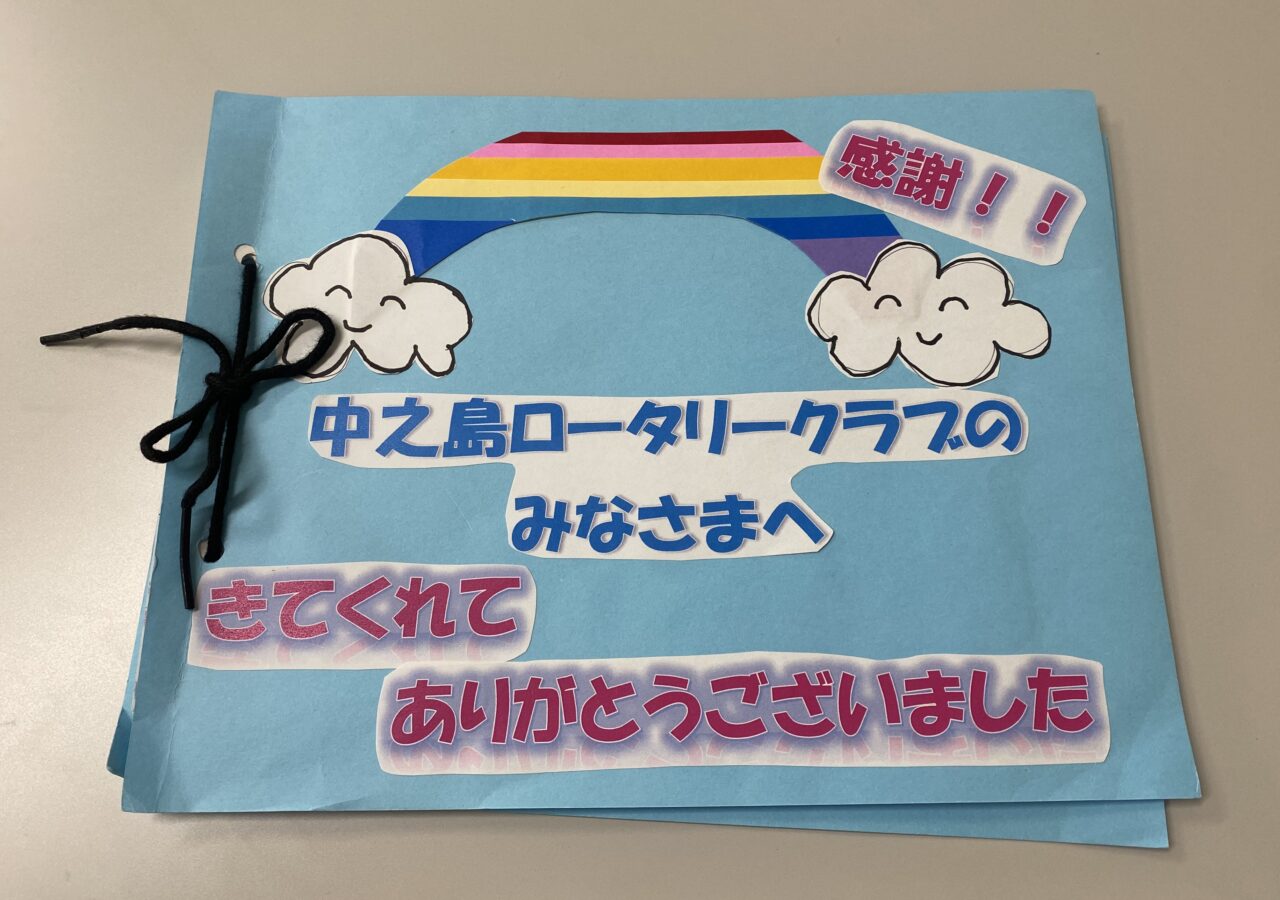 感謝！！
中之島ロータリークラブの
みなさまへ
きてくれて
ありがとうございました